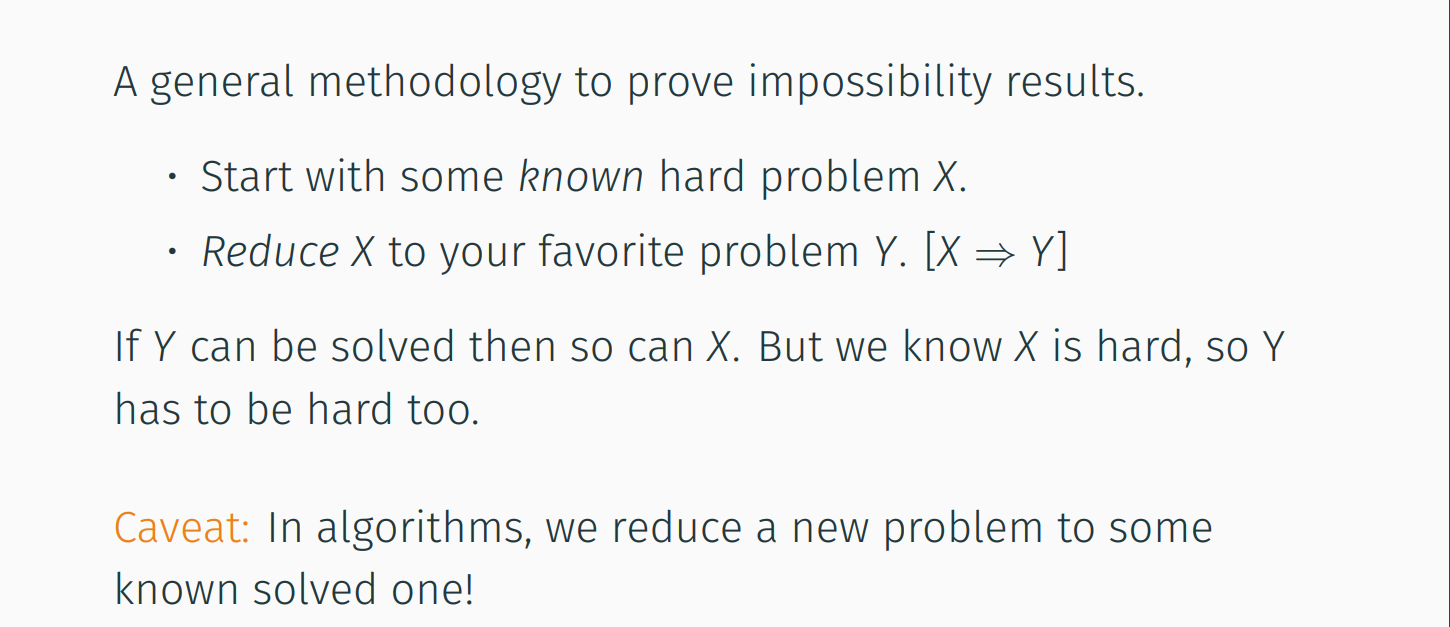 A general methodology to prove impossibility results.
• Start with some known hard problem X.
• Reduce X to your favorite problem Y. [X ⇒ Y]
If Y can be solved then so can X. But we know X is hard, so Y
has to be hard too.
Caveat: In algorithms, we reduce a new problem to some
known solved one!